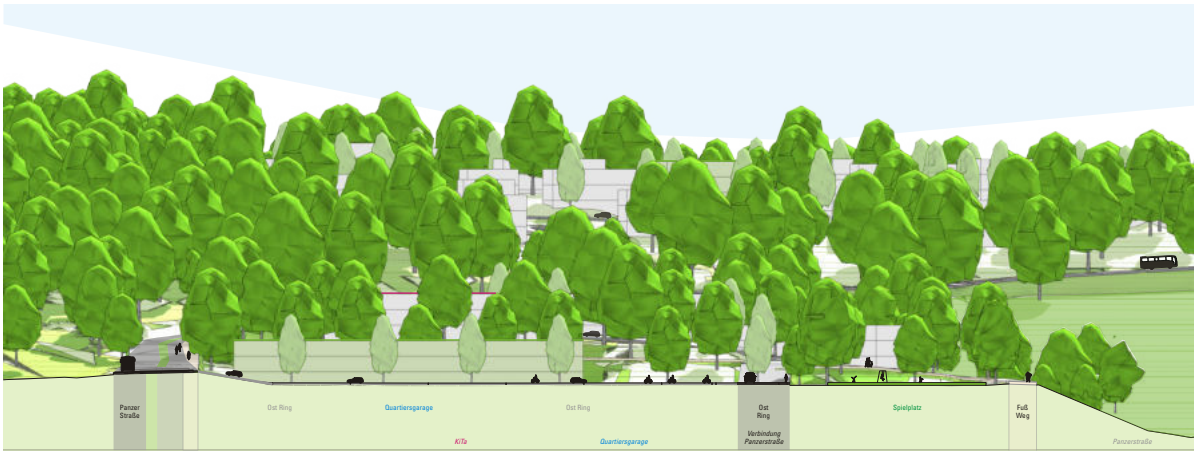 Panzer
Straße
Ost Ring
Quartiersgarage
Ost Ring
Ost
Ring
Spielplatz
Fuß
Weg
KiTa
Quartiersgarage
Verbindung
Panzerstraße
Panzerstraße